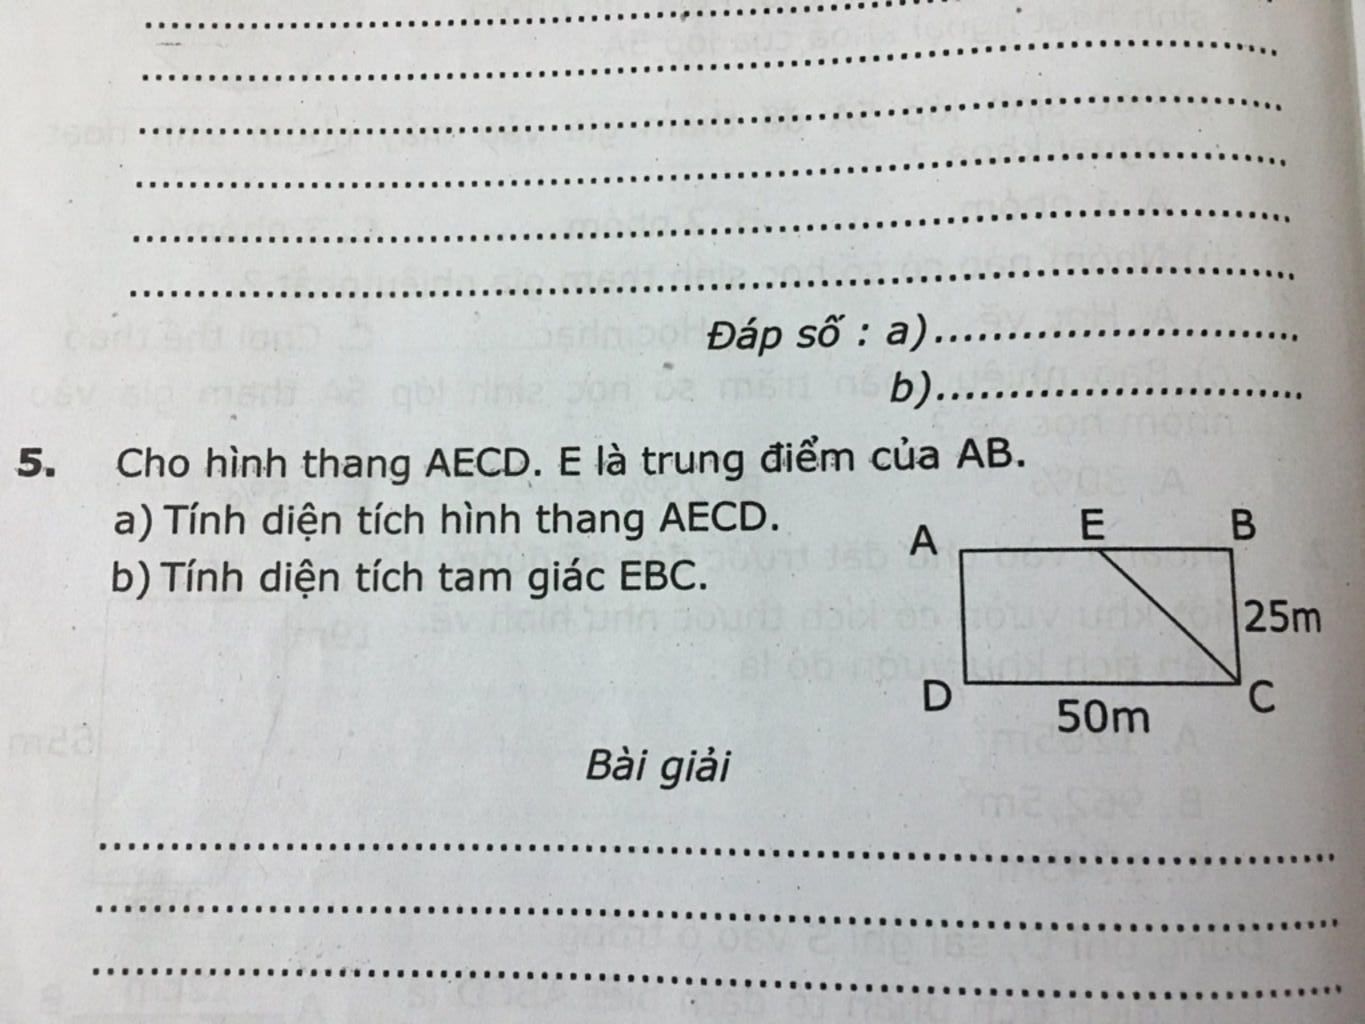 Đáp số : a)
b)
5. Cho hình thang AECD. E là trung điểm của AB.
a) Tính diện tích hình thang AECD.
b) Tính diện tích tam giác EBC.
A E B
25m
D C
50m
Bài giải